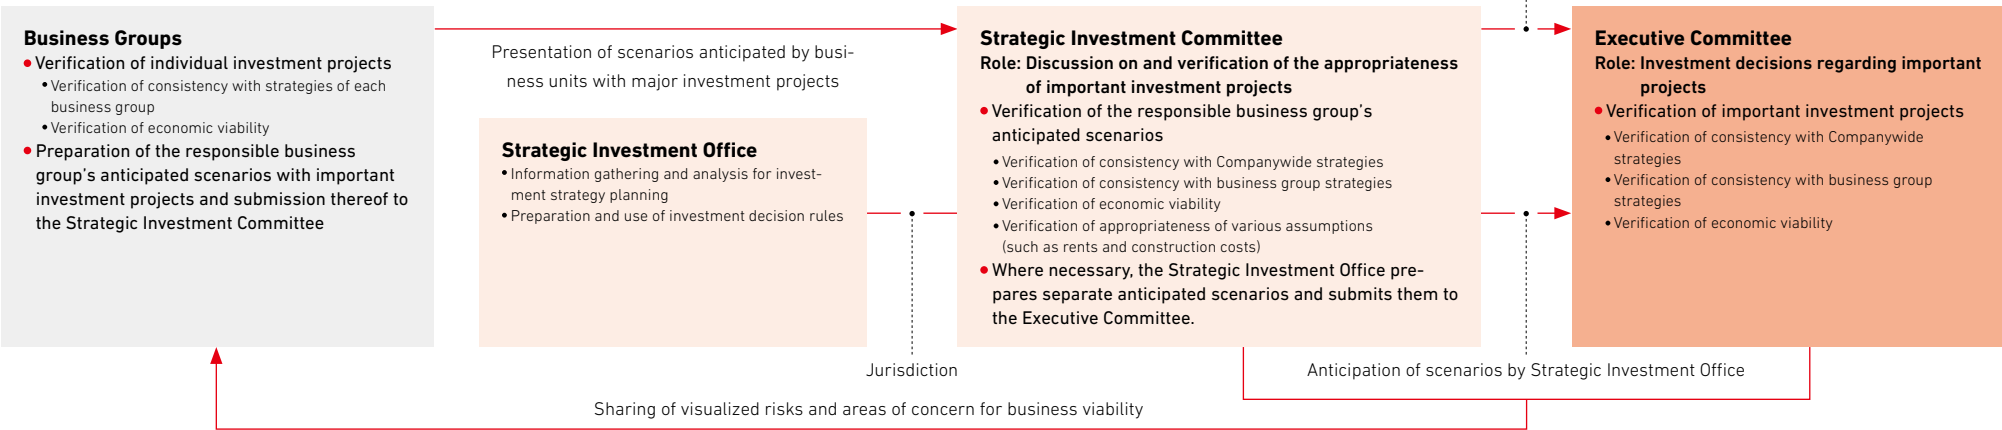 Business Groups
• Verification of individual investment projects
• Verification of consistency with strategies of each
business group
• Verification of economic viability
• Preparation of the responsible business
group's anticipated scenarios with important
investment projects and submission thereof to
the Strategic Investment Committee
Presentation of scenarios anticipated by busi-
ness units with major investment projects
Strategic Investment Office
• Information gathering and analysis for invest-
ment strategy planning
• Preparation and use of investment decision rules
Jurisdiction
Strategic Investment Committee
Role: Discussion on and verification of the appropriateness
of important investment projects
• Verification of the responsible business group's
anticipated scenarios
• Verification of consistency with Companywide strategies
• Verification of consistency with business group strategies
• Verification of economic viability
• Verification of appropriateness of various assumptions
(such as rents and construction costs)
• Where necessary, the Strategic Investment Office pre-
pares separate anticipated scenarios and submits them to
the Executive Committee.
Executive Committee
Role: Investment decisions regarding important
projects
• Verification of important investment projects
• Verification of consistency with Companywide
strategies
• Verification of consistency with business group
strategies
• Verification of economic viability
Anticipation of scenarios by Strategic Investment Office
Sharing of visualized risks and areas of concern for business viability